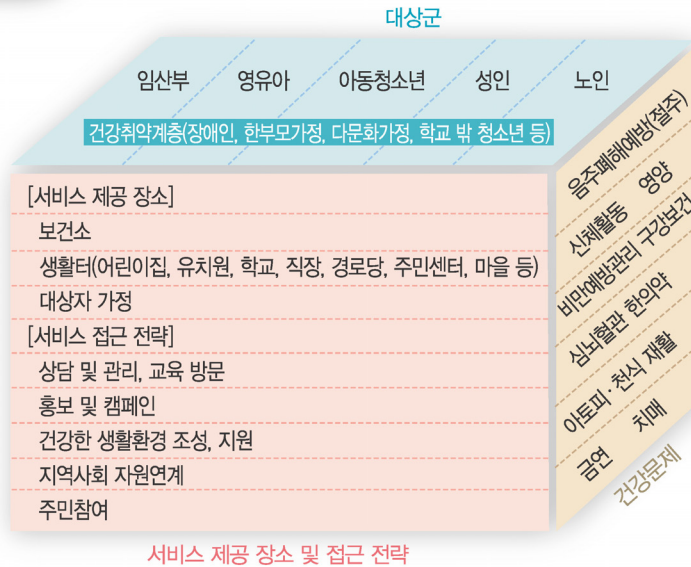 대상군
임산부 영유아 아동청소년 성인 노인
건강취약계층(장애인, 한부모가정, 다문화가정, 학교 밖 청소년 등)
[서비스 제공 장소]
보건소
생활터(어린이집, 유치원, 학교, 직장, 경로당, 주민센터, 마을 등)
대상자 가정
[서비스 접근 전략]
상담 및 관리, 교육 방문
홍보 및 캠페인
건강한 생활환경 조성, 지원
지역사회 자원연계
주민참여
음주폐해예방(절주)
신체활동 영양
비만예방관리 구강보건
심뇌혈관 한의약
아토피·천식 재활
금연 치매
건강문제
서비스 제공 장소 및 접근 전략